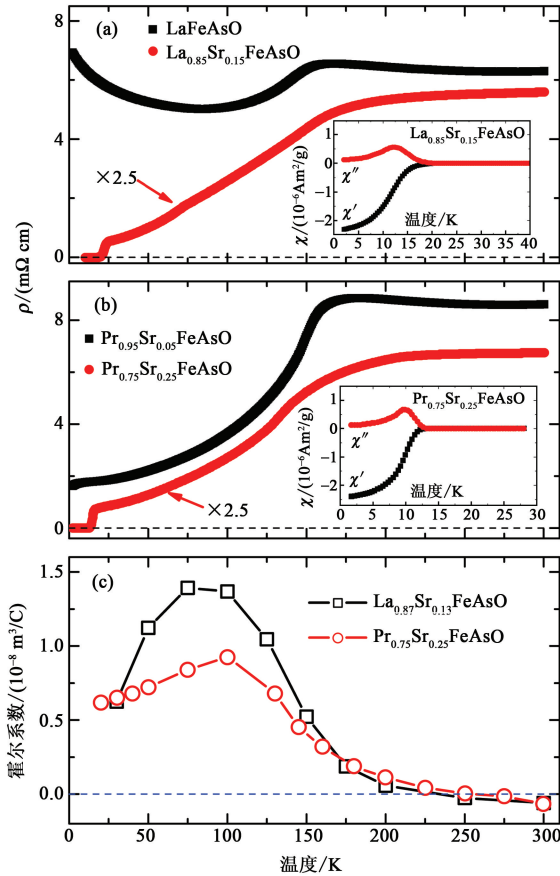 (a)
LaFeAsO
La₀.₈₅Sr₀.₁₅FeAsO
8
4
0
×2.5
La₀.₈₅Sr₀.₁₅FeAsO
χ″
χ′
χ/(10⁻⁶Am²/g)
1
0
−1
−2
0 5 10 15 20 25 30 40
温度/K
ρ/(mΩ cm)
(b)
Pr₀.₉₅Sr₀.₀₅FeAsO
Pr₀.₇₅Sr₀.₂₅FeAsO
8
4
0
×2.5
Pr₀.₇₅Sr₀.₂₅FeAsO
χ″
χ′
χ/(10⁻⁶Am²/g)
1
0
−1
−2
0 5 10 15 20 25 30
温度/K
(c)
La₀.₈₇Sr₀.₁₃FeAsO
Pr₀.₇₅Sr₀.₂₅FeAsO
霍尔系数/(10⁻⁸ m³/C)
1.5
1.0
0.5
0.0
0 50 100 150 200 250 300
温度/K